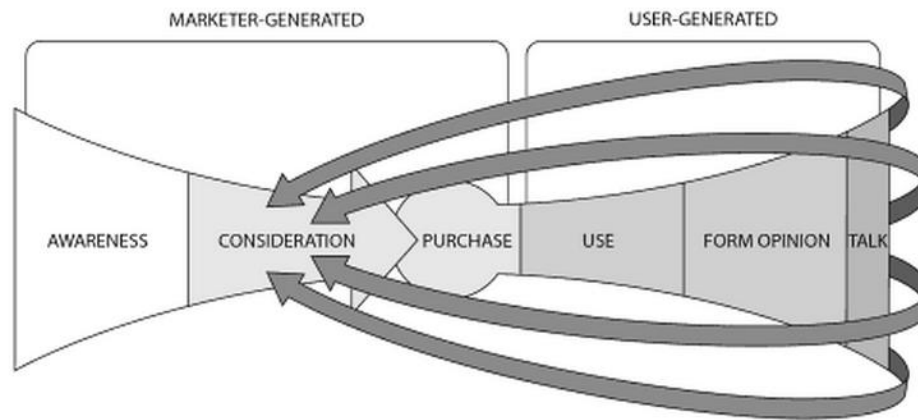 MARKETER-GENERATED
USER-GENERATED
AWARENESS
CONSIDERATION
PURCHASE
USE
FORM OPINION
TALK